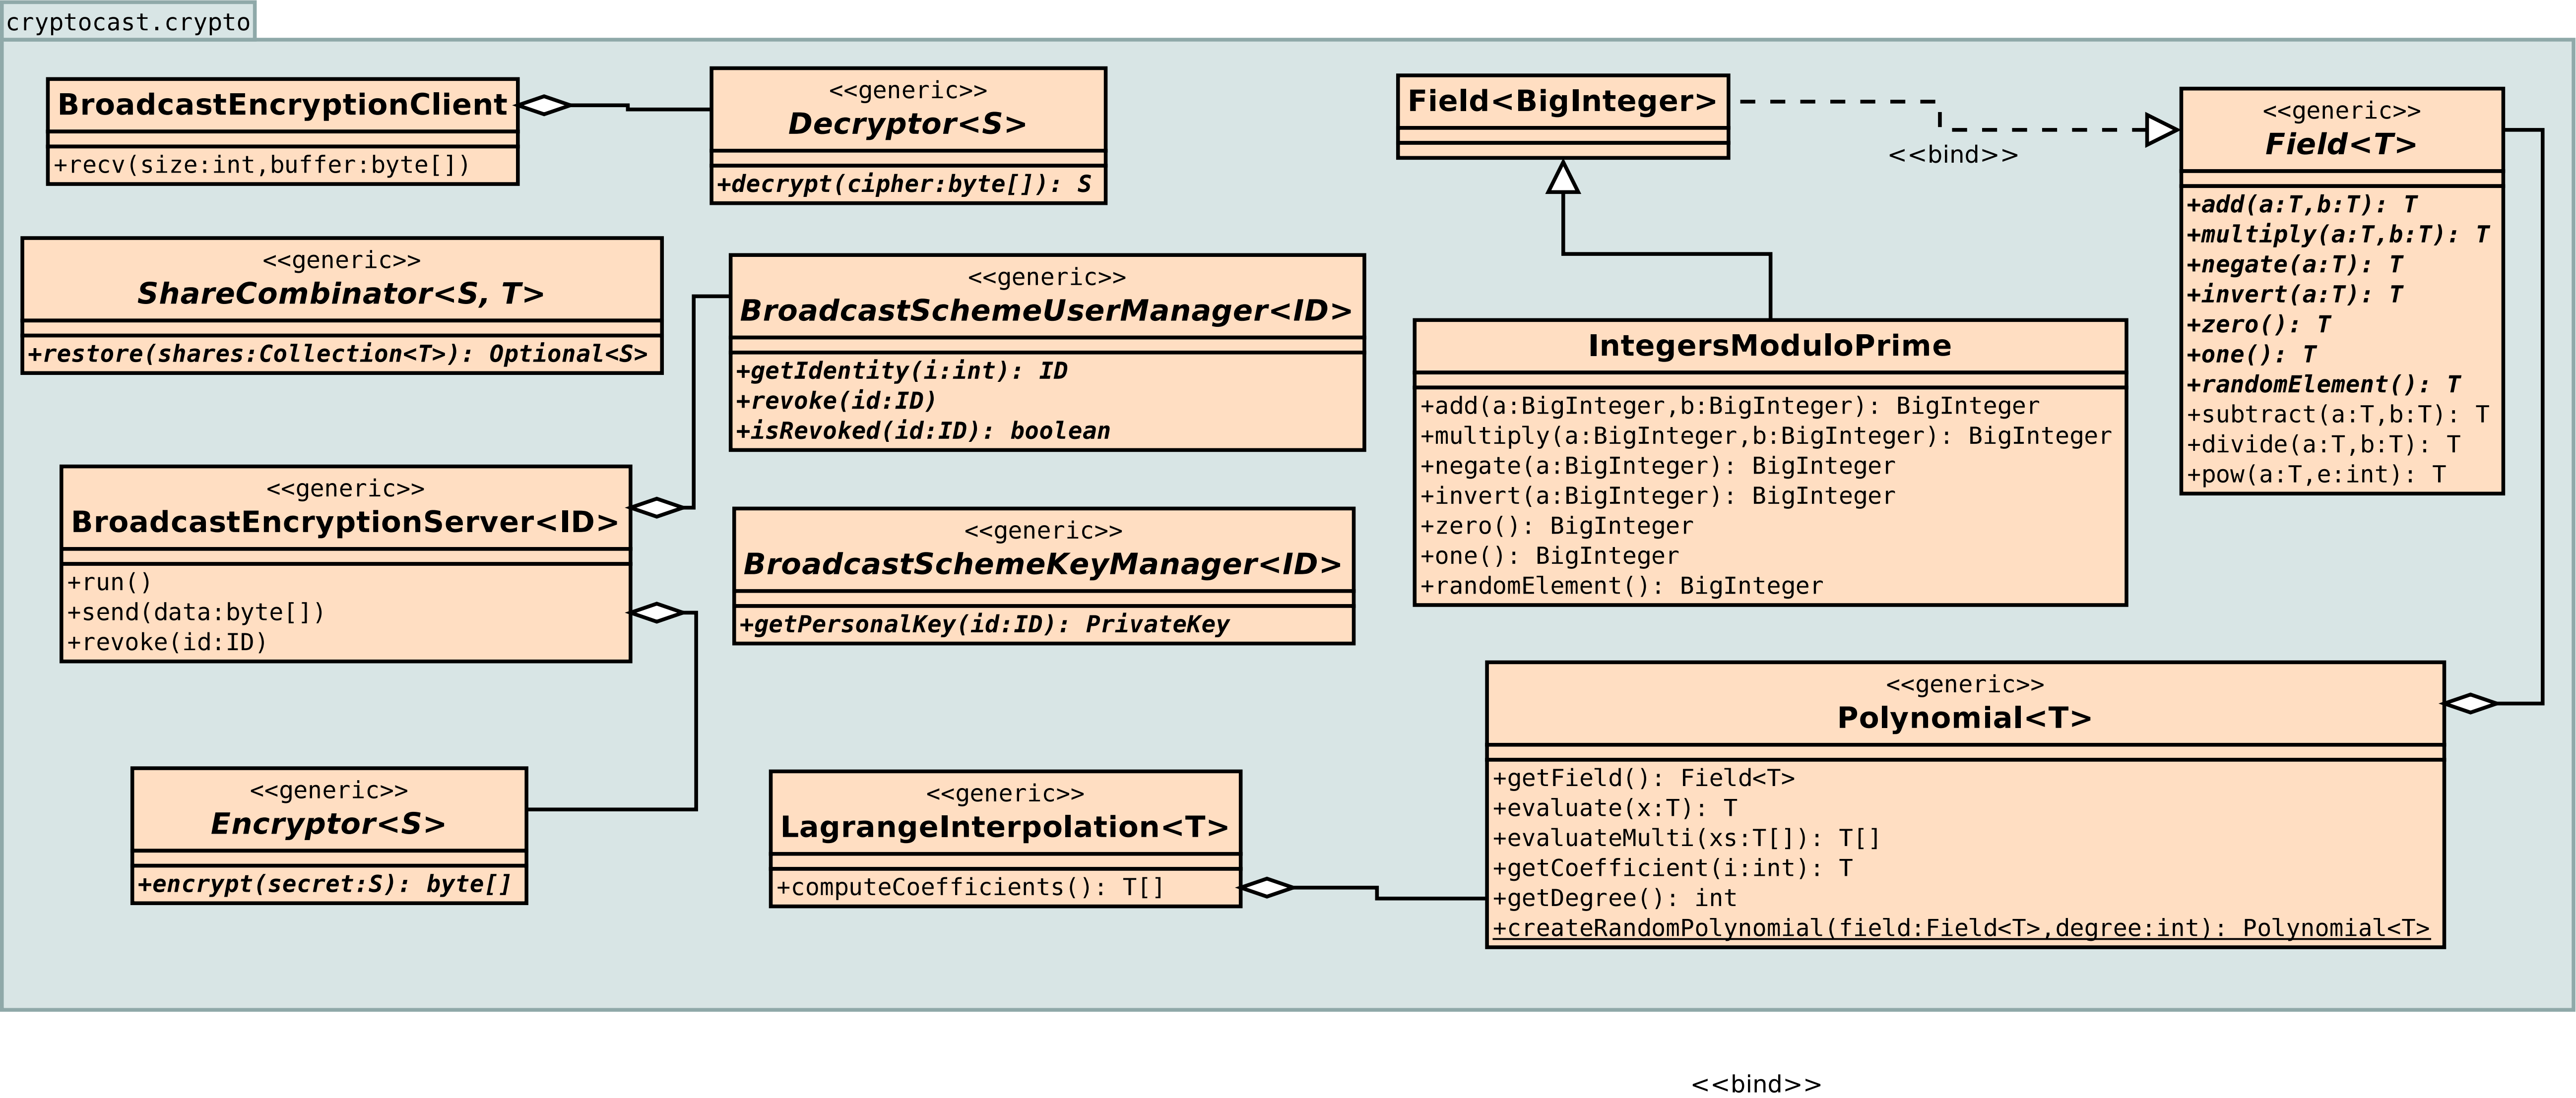 cryptocast.crypto
BroadcastEncryptionClient
+recv(size:int,buffer:byte[])
<<generic>>
Decryptor<S>
+decrypt(cipher:byte[]): S
Field<BigInteger>
<<bind>>
<<generic>>
Field<T>
+add(a:T,b:T): T
+multiply(a:T,b:T): T
+negate(a:T): T
+invert(a:T): T
+zero(): T
+one(): T
+randomElement(): T
+subtract(a:T,b:T): T
+divide(a:T,b:T): T
+pow(a:T,e:int): T
<<generic>>
ShareCombinator<S, T>
+restore(shares:Collection<T>): Optional<S>
<<generic>>
BroadcastSchemeUserManager<ID>
+getIdentity(i:int): ID
+revoke(id:ID)
+isRevoked(id:ID): boolean
IntegersModuloPrime
+add(a:BigInteger,b:BigInteger): BigInteger
+multiply(a:BigInteger,b:BigInteger): BigInteger
+negate(a:BigInteger): BigInteger
+invert(a:BigInteger): BigInteger
+zero(): BigInteger
+one(): BigInteger
+randomElement(): BigInteger
<<generic>>
BroadcastEncryptionServer<ID>
+run()
+send(data:byte[])
+revoke(id:ID)
<<generic>>
BroadcastSchemeKeyManager<ID>
+getPersonalKey(id:ID): PrivateKey
<<generic>>
Encryptor<S>
+encrypt(secret:S): byte[]
<<generic>>
LagrangeInterpolation<T>
+computeCoefficients(): T[]
<<generic>>
Polynomial<T>
+getField(): Field<T>
+evaluate(x:T): T
+evaluateMulti(xs:T[]): T[]
+getCoefficient(i:int): T
+getDegree(): int
+createRandomPolynomial(field:Field<T>,degree:int): Polynomial<T>
<<bind>>